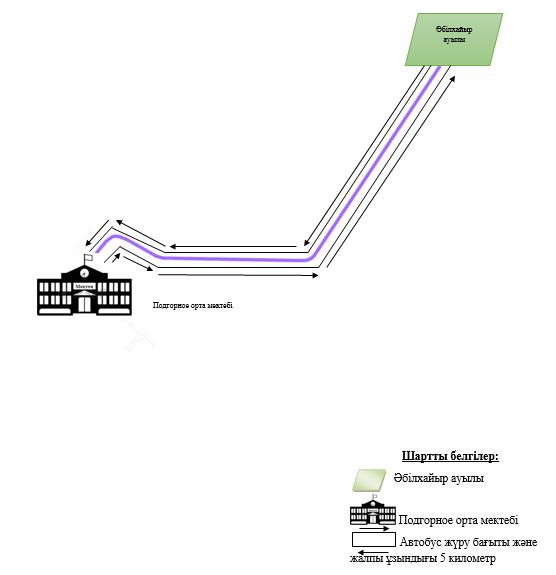 Әбілхайыр
ауылы
Мектеп
Подгорное орта мектебі
Шартты белгілер:
Әбілхайыр ауылы
Подгорное орта мектебі
Автобус жүру бағыты және
жалпы ұзындығы 5 километр